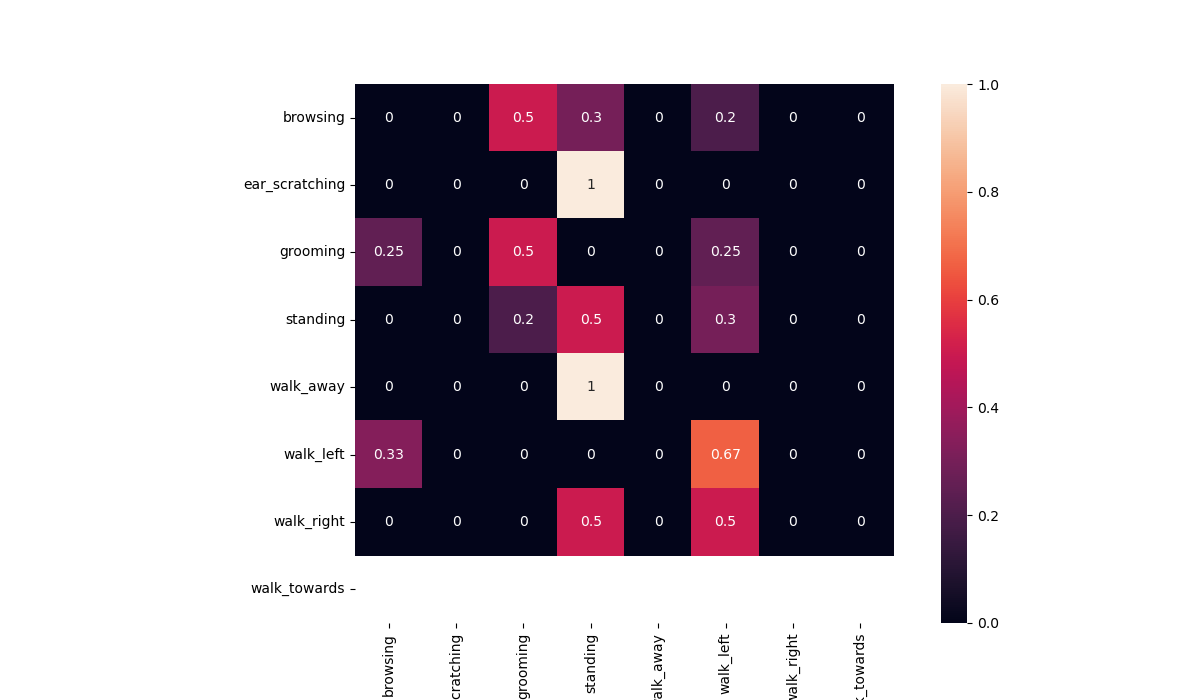 browsing 0 0 0.5 0.3 0 0.2 0 0
ear_scratching 0 0 0 1 0 0 0 0
grooming 0.25 0 0.5 0 0 0.25 0 0
standing 0 0 0.2 0.5 0 0.3 0 0
walk_away 0 0 0 1 0 0 0 0
walk_left 0.33 0 0 0 0 0.67 0 0
walk_right 0 0 0 0.5 0 0.5 0 0
walk_towards
browsing
cratching
grooming
standing
alk_away
walk_left
walk_right
_towards
1.0
0.8
0.6
0.4
0.2
0.0